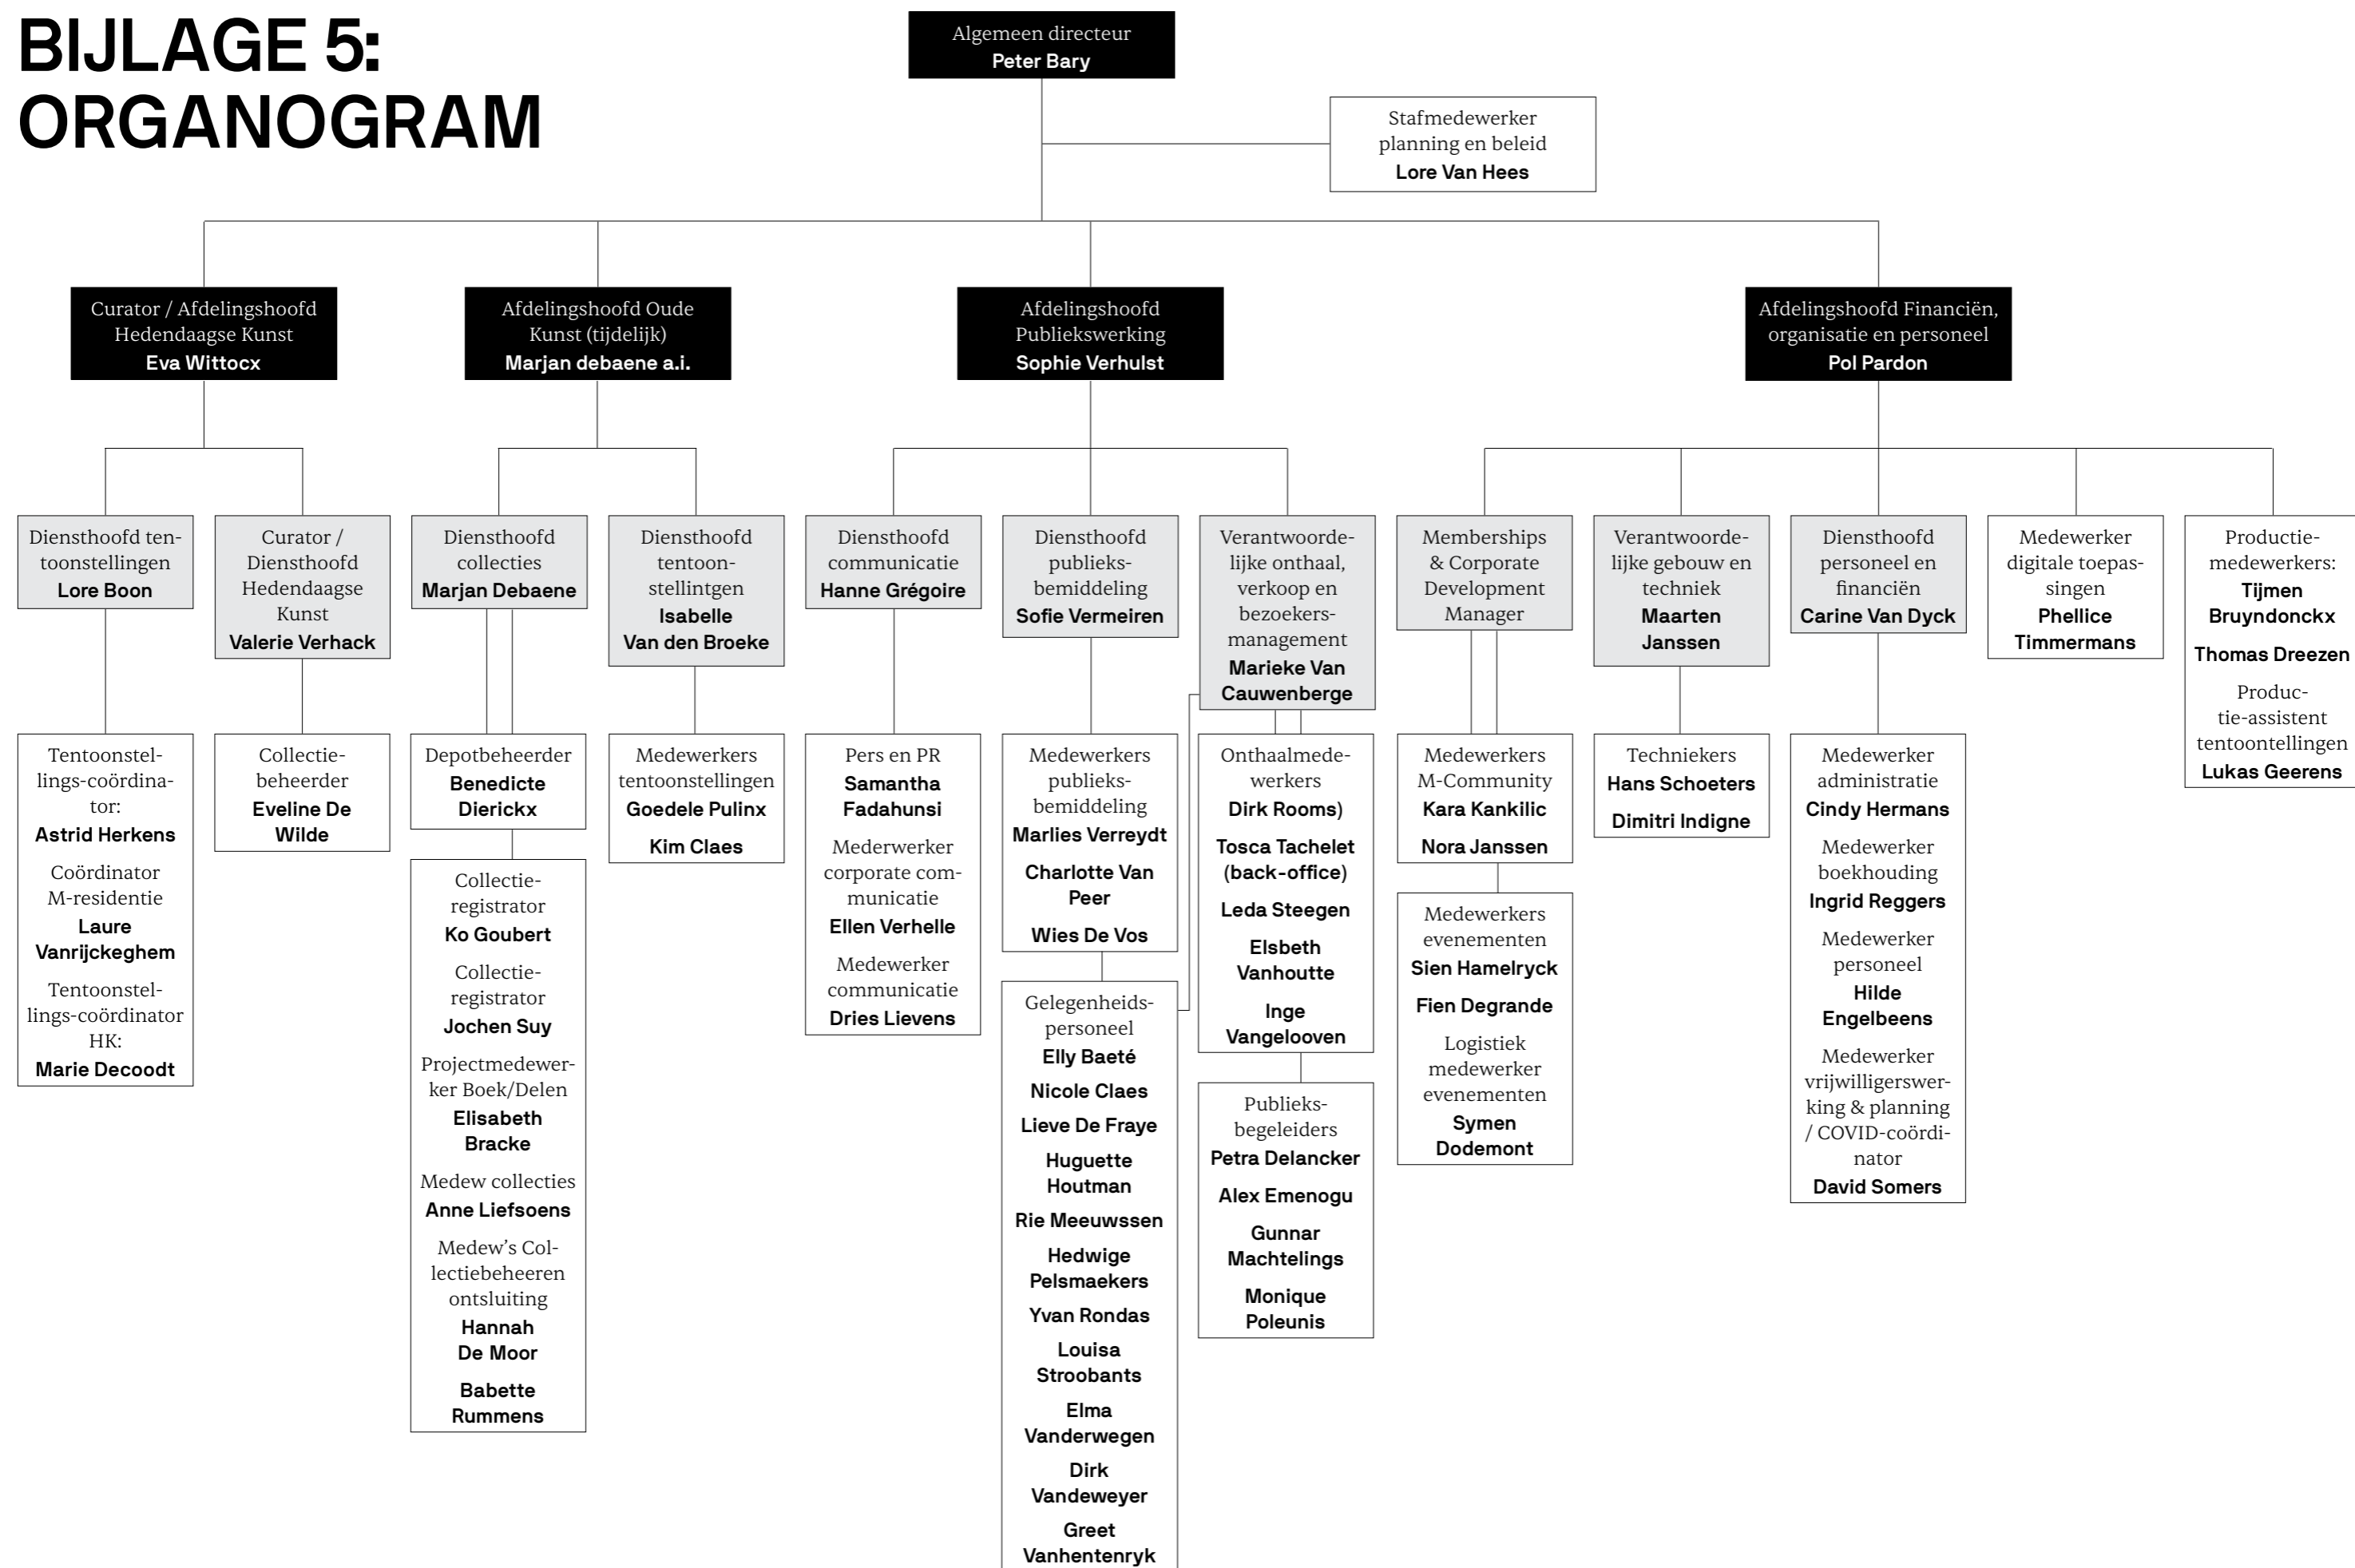 BIJLAGE 5:
ORGANOGRAM
Algemeen directeur
Peter Bary
Stafmedewerker
planning en beleid
Lore Van Hees
Curator / Afdelingshoofd
Hedendaagse Kunst
Eva Wittocx
Afdelingshoofd Oude
Kunst (tijdelijk)
Marjan debaene a.i.
Afdelingshoofd
Publiekswerking
Sophie Verhulst
Afdelingshoofd Financiën,
organisatie en personeel
Pol Pardon
Diensthoofd ten-
toonstellingen
Lore Boon
Curator /
Diensthoofd
Hedendaagse
Kunst
Valerie Verhack
Diensthoofd
collecties
Marjan Debaene
Diensthoofd
tentoon-
stellintgen
Isabelle
Van den Broeke
Diensthoofd
communicatie
Hanne Grégoire
Diensthoofd
publieks-
bemiddeling
Sofie Vermeiren
Verantwoorde-
lijke onthaal,
verkoop en
bezoekers-
management
Marieke Van
Cauwenberge
Memberships
& Corporate
Development
Manager
Verantwoorde-
lijke gebouw en
techniek
Maarten
Janssen
Diensthoofd
personeel en
financiën
Carine Van Dyck
Medewerker
digitale toepas-
singen
Phellice
Timmermans
Productie-
medewerkers:
Tijmen
Bruyndonckx
Thomas Dreezen
Produc-
tie-assistent
tentoontellingen
Lukas Geerens
Tentoonstel-
lings-coördina-
tor:
Astrid Herkens
Coördinator
M-residentie
Laure
Vanrijckeghem
Tentoonstel-
lings-coördinator
HK:
Marie Decoodt
Collectie-
beheerder
Eveline De
Wilde
Depotbeheerder
Benedicte
Dierickx
Collectie-
registrator
Ko Goubert
Collectie-
registrator
Jochen Suy
Projectmedewer-
ker Boek/Delen
Elisabeth
Bracke
Medew collecties
Anne Liefsoens
Medew’s Col-
lectiebeheeren
ontsluiting
Hannah
De Moor
Babette
Rummens
Medewerkers
tentoonstellingen
Goedele Pulinx
Kim Claes
Pers en PR
Samantha
Fadahunsi
Mederwerker
corporate com-
municatie
Ellen Verhelle
Medewerker
communicatie
Dries Lievens
Medewerkers
publieks-
bemiddeling
Marlies Verreydt
Charlotte Van
Peer
Wies De Vos
Gelegenheids-
personeel
Elly Baeté
Nicole Claes
Lieve De Fraye
Huguette
Houtman
Rie Meeuwssen
Hedwige
Pelsmaekers
Yvan Rondas
Louisa
Stroobants
Elma
Vanderwegen
Dirk
Vandeweyer
Greet
Vanhentenryk
Onthaalmede-
werkers
Dirk Rooms)
Tosca Tachelet
(back-office)
Leda Steegen
Elsbeth
Vanhoutte
Inge
Vangelooven
Publieks-
begeleiders
Petra Delancker
Alex Emenogu
Gunnar
Machtelings
Monique
Poleunis
Medewerkers
M-Community
Kara Kankilic
Nora Janssen
Medewerkers
evenementen
Sien Hamelryck
Fien Degrande
Logistiek
medewerker
evenementen
Symen
Dodemont
Techniekers
Hans Schoeters
Dimitri Indigne
Medewerker
administratie
Cindy Hermans
Medewerker
boekhouding
Ingrid Reggers
Medewerker
personeel
Hilde
Engelbeens
Medewerker
vrijwilligerswer-
king & planning
/ COVID-coördi-
nator
David Somers